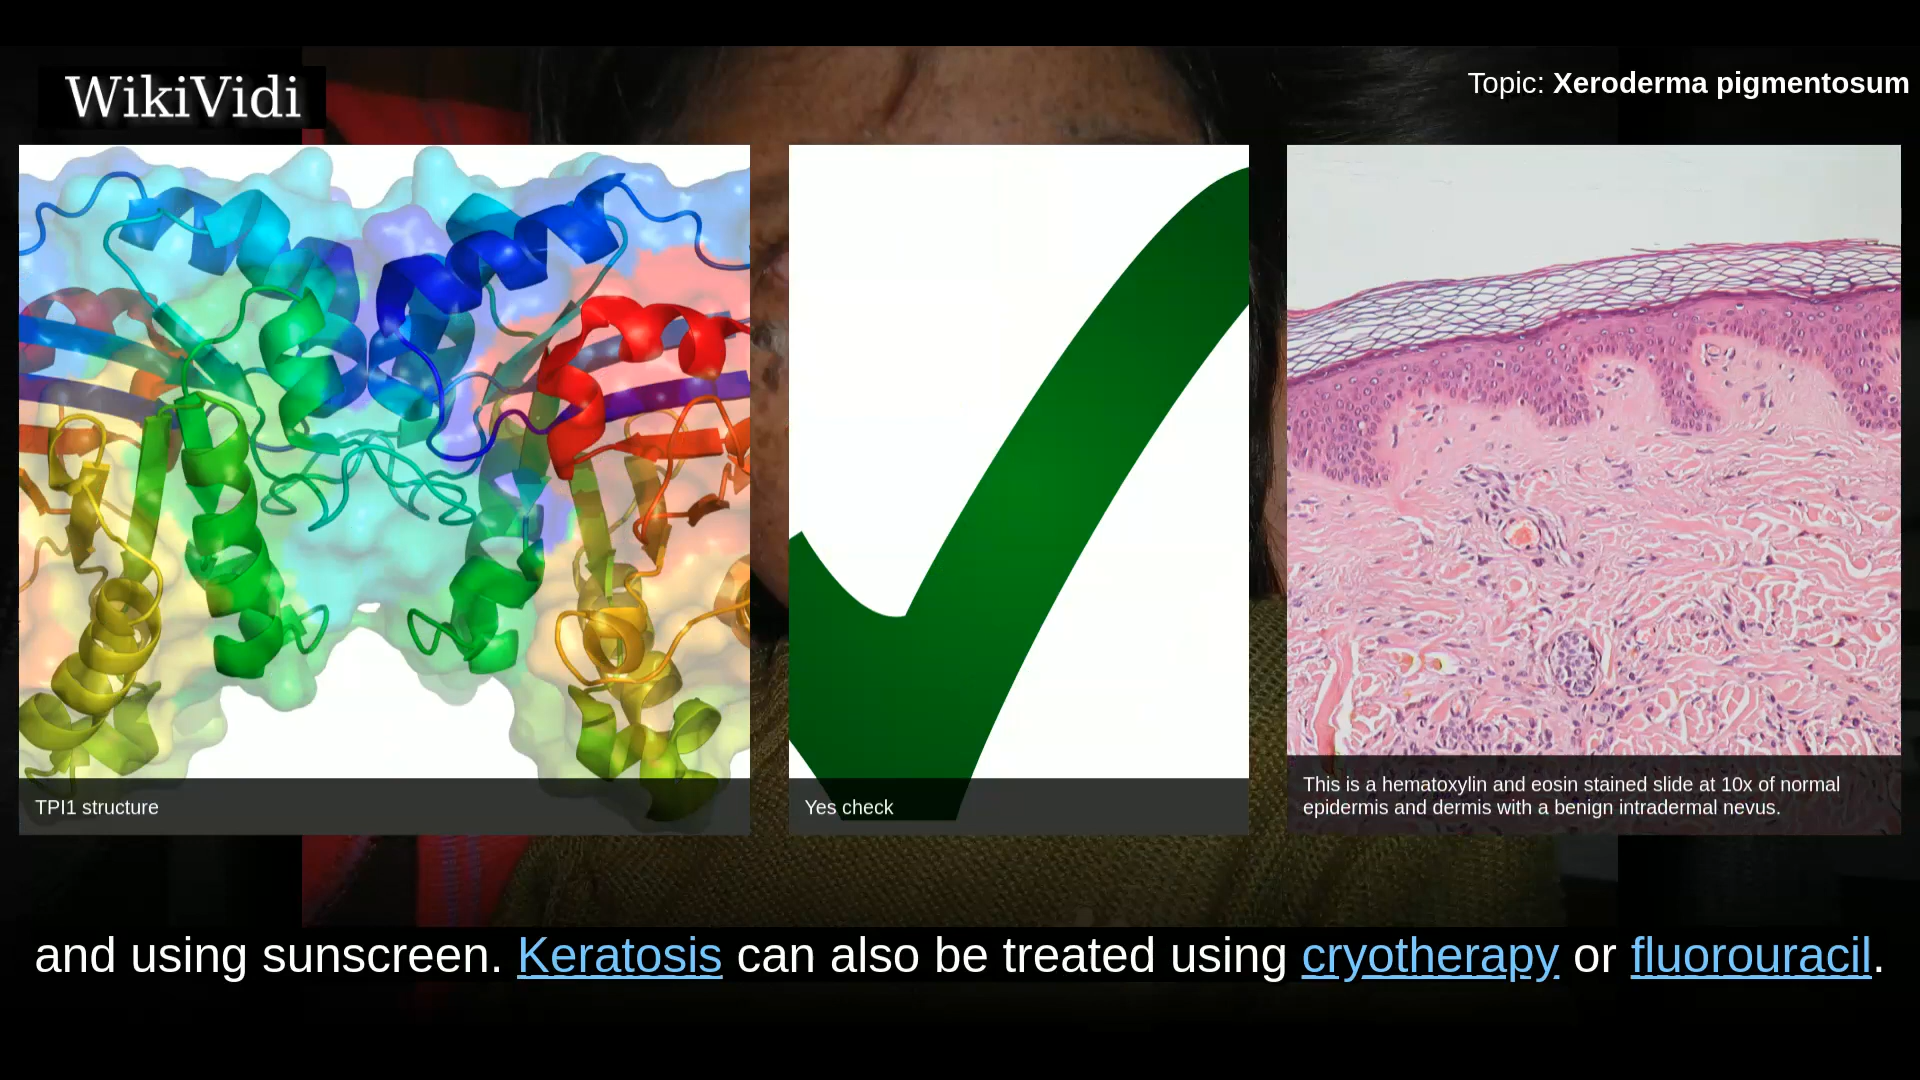 WikiVidi
Topic: Xeroderma pigmentosum
TPI1 structure
Yes check
This is a hematoxylin and eosin stained slide at 10x of normal
epidermis and dermis with a benign intradermal nevus.
and using sunscreen. Keratosis can also be treated using cryotherapy or fluorouracil.